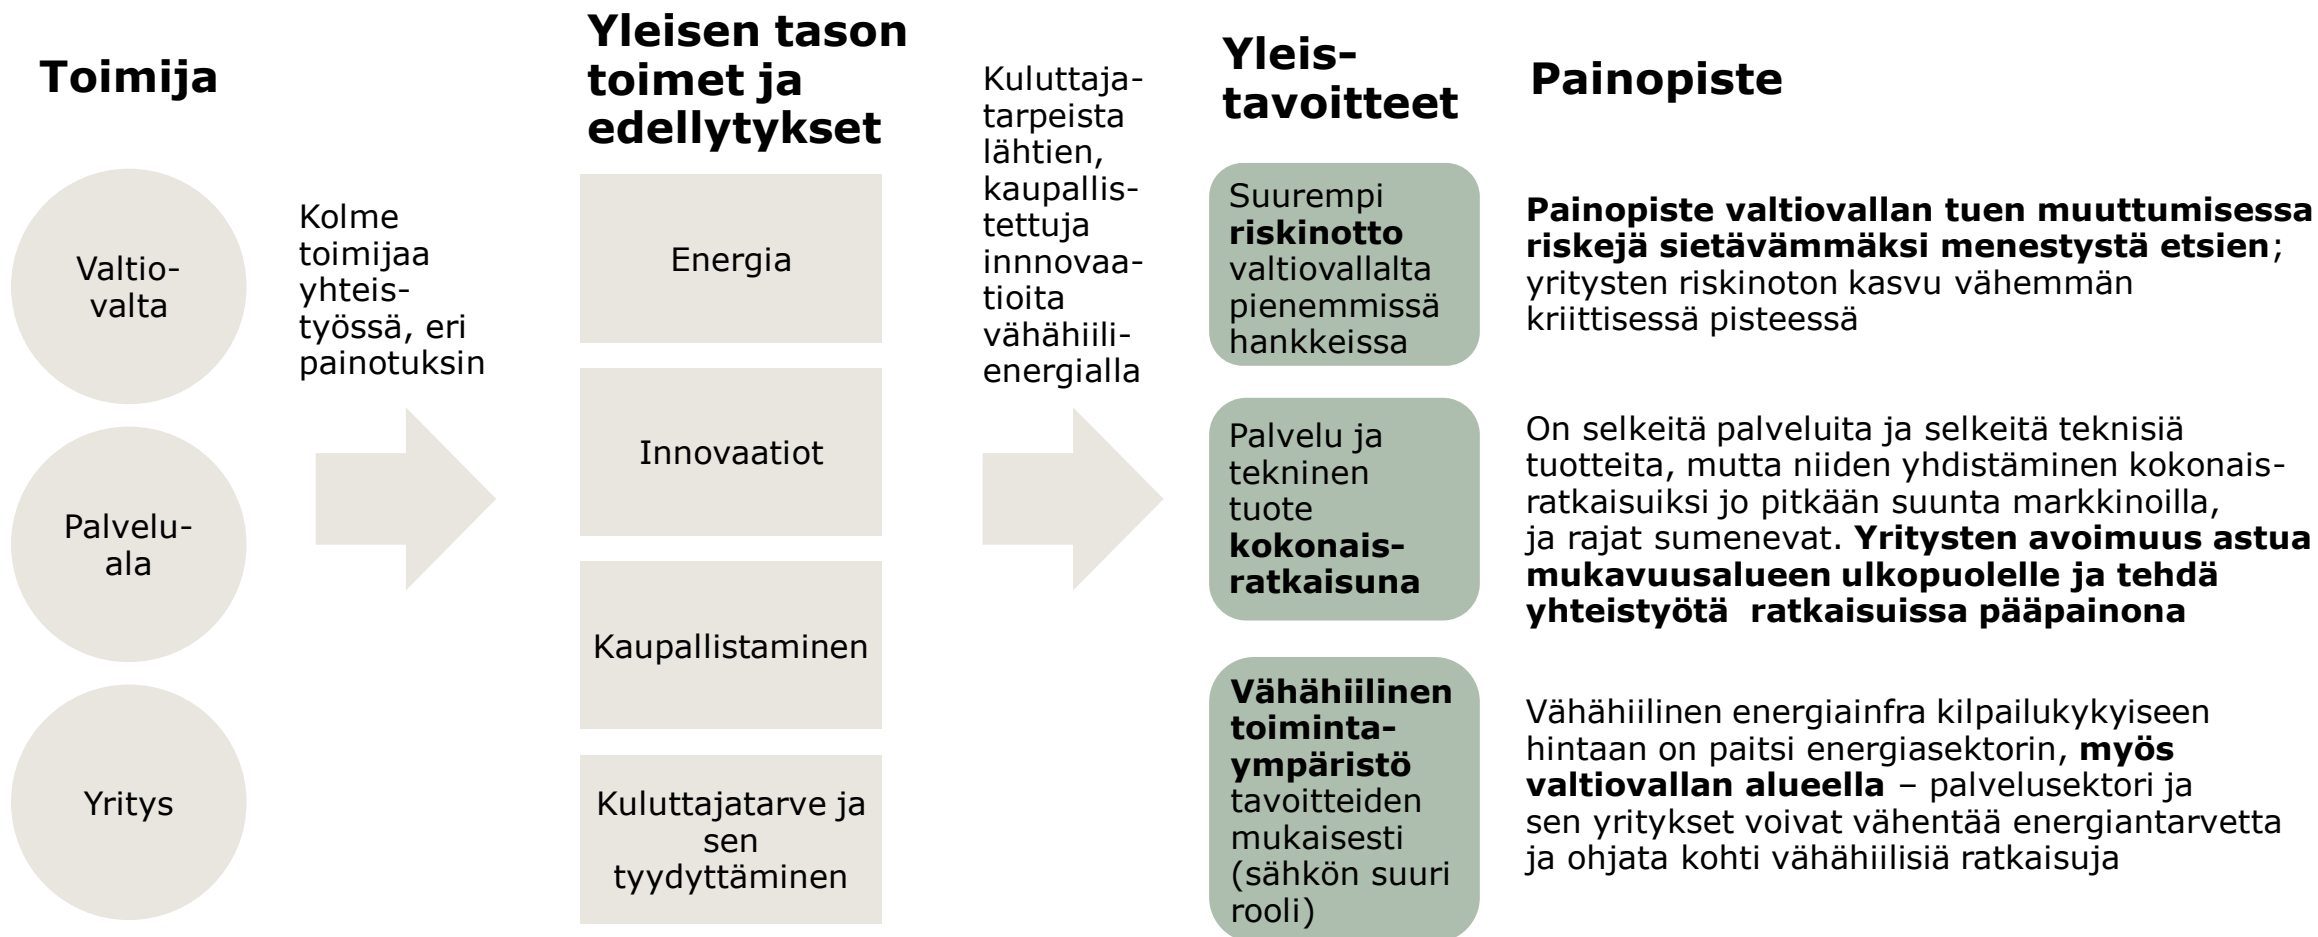 Toimija
Valtio-
valta
Palvelu-
ala
Yritys
Kolme
toimijaa
yhteis-
työssä, eri
painotuksin
Yleisen tason
toimet ja
edellytykset
Energia
Innovaatiot
Kaupallistaminen
Kuluttajatarve ja
sen
tyydyttäminen
Kuluttaja-
tarpeista
lähtien,
kaupallis-
tettuja
innnovaa-
tioita
vähähiili-
energialla
Yleis-
tavoitteet
Suurempi
riskinotto
valtiovallalta
pienemmissä
hankkeissa
Palvelu ja
tekninen
tuote
kokonais-
ratkaisuna
Vähähiilinen
toiminta-
ympäristö
tavoitteiden
mukaisesti
(sähkön suuri
rooli)
Painopiste
Painopiste valtiovallan tuen muuttumisessa
riskejä sietävämmäksi menestystä etsien;
yritysten riskinoton kasvu vähemmän
kriittisessä pisteessä
On selkeitä palveluita ja selkeitä teknisiä
tuotteita, mutta niiden yhdistäminen kokonais-
ratkaisuiksi jo pitkään suunta markkinoilla,
ja rajat sumenevat. Yritysten avoimuus astua
mukavuusalueen ulkopuolelle ja tehdä
yhteistyötä  ratkaisuissa pääpainona
Vähähiilinen energiainfra kilpailukykyiseen
hintaan on paitsi energiasektorin, myös
valtiovallan alueella – palvelusektori ja
sen yritykset voivat vähentää energiantarvetta
ja ohjata kohti vähähiilisiä ratkaisuja